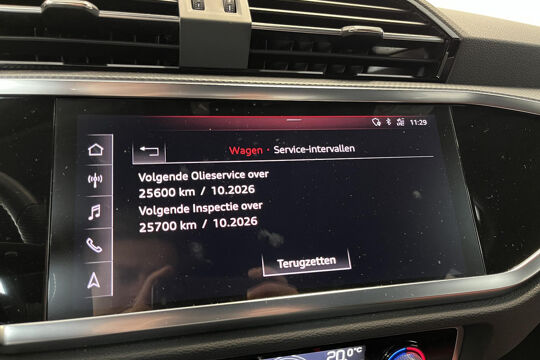 11:29
Wagen · Service-intervallen
Volgende Olieservice over
25600 km / 10.2026
Volgende Inspectie over
25700 km / 10.2026
Terugzetten
20.0°C